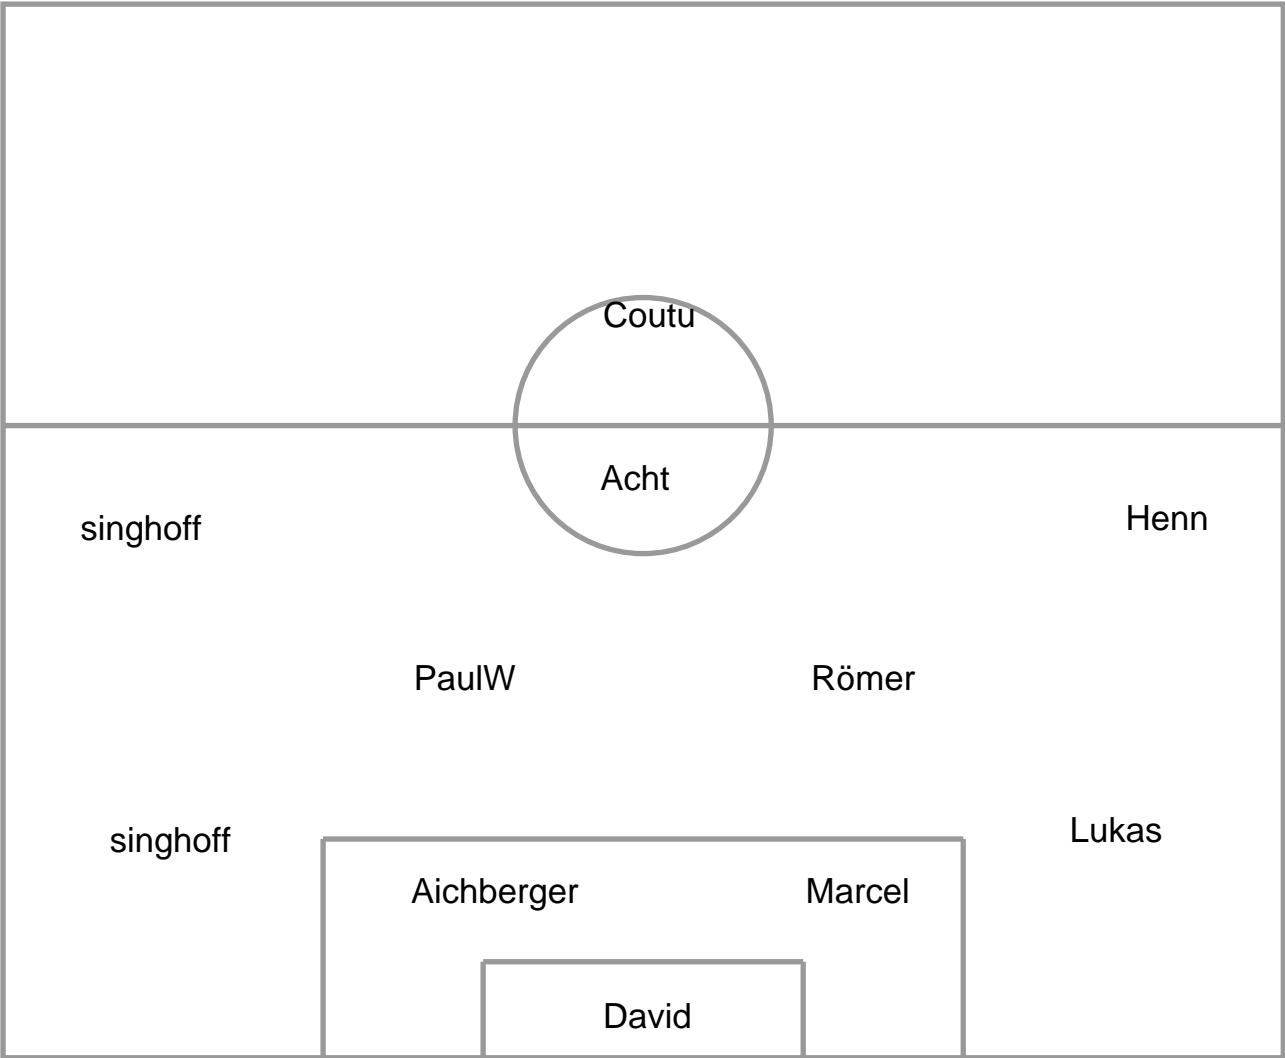 Coutu
Acht
singhoff
Henn
PaulW
Römer
singhoff
Lukas
Aichberger
Marcel
David